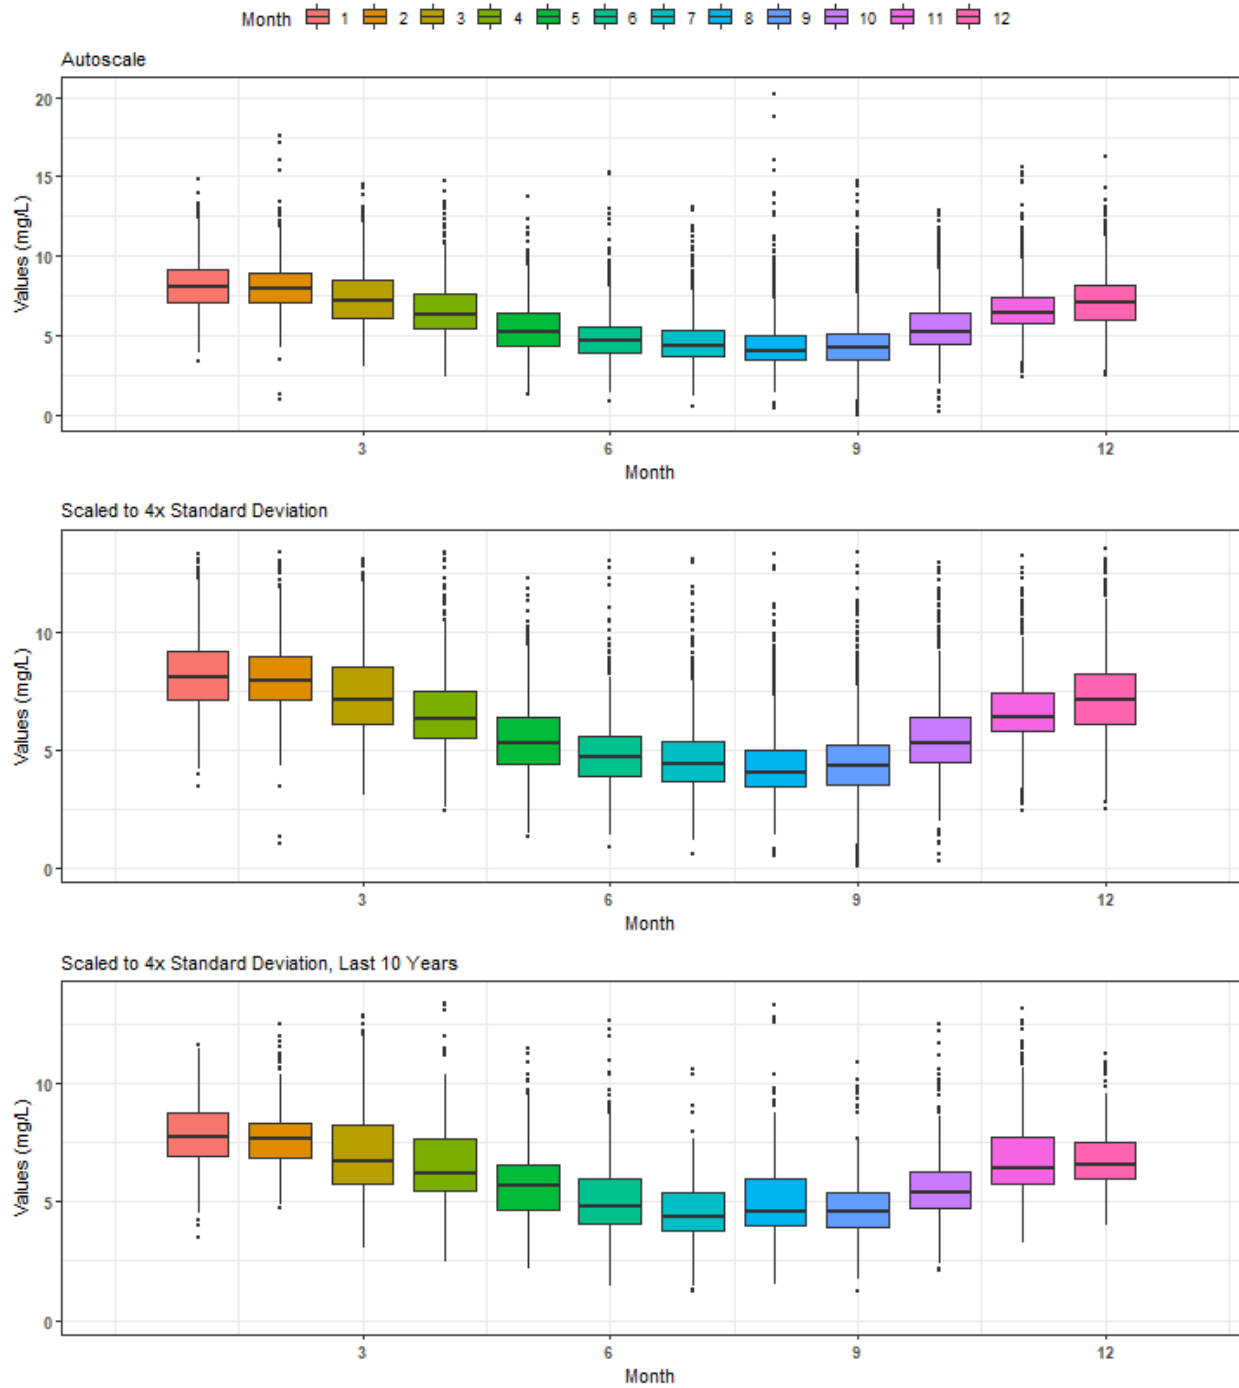 Month 1 2 3 4 5 6 7 8 9 10 11 12
Autoscale
Values (mg/L)
20
15
10
5
0
3 6 9 12
Month
Scaled to 4x Standard Deviation
Values (mg/L)
10
5
0
3 6 9 12
Month
Scaled to 4x Standard Deviation, Last 10 Years
Values (mg/L)
10
5
0
3 6 9 12
Month